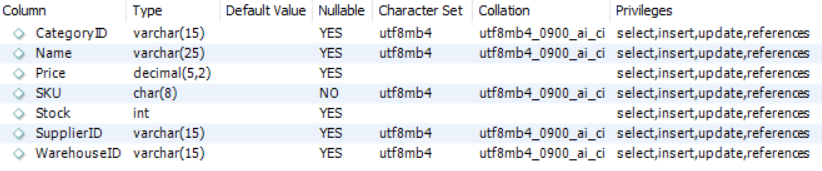 Column Type Default Value Nullable Character Set Collation Privileges
CategoryID varchar(15) YES utf8mb4 utf8mb4_0900_ai_ci select,insert,update,references
Name varchar(25) YES utf8mb4 utf8mb4_0900_ai_ci select,insert,update,references
Price decimal(5,2) YES select,insert,update,references
SKU char(8) NO utf8mb4 utf8mb4_0900_ai_ci select,insert,update,references
Stock int YES select,insert,update,references
SupplierID varchar(15) YES utf8mb4 utf8mb4_0900_ai_ci select,insert,update,references
WarehouseID varchar(15) YES utf8mb4 utf8mb4_0900_ai_ci select,insert,update,references